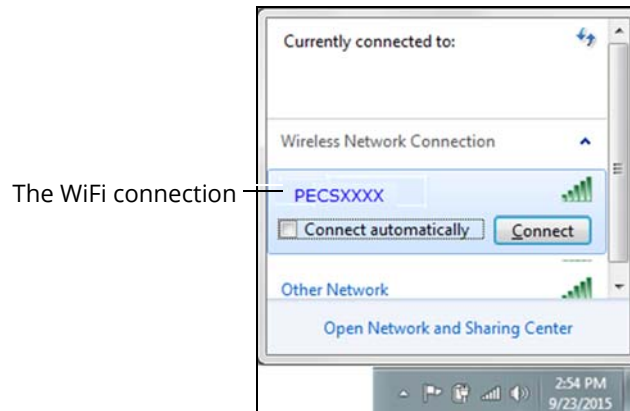 Currently connected to:
Wireless Network Connection
The WiFi connection
PECSXXXX
Connect automatically
Connect
Other Network
Open Network and Sharing Center
2:54 PM
9/23/2015